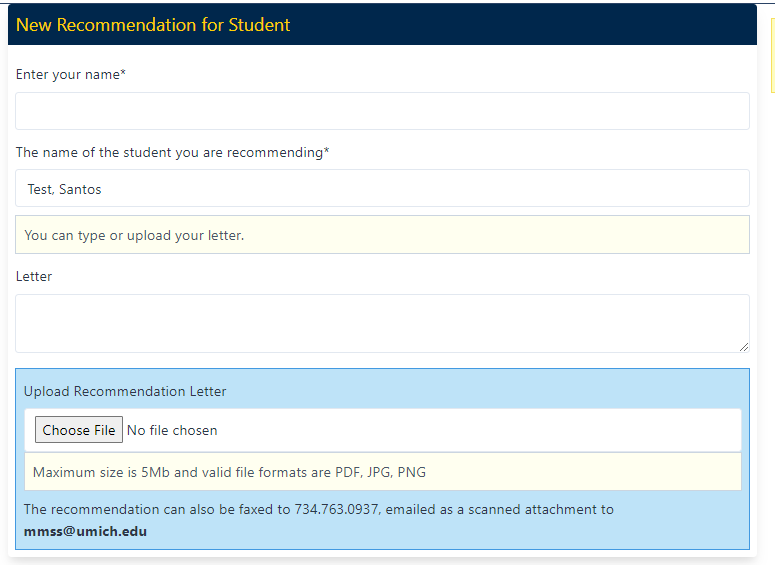 New Recommendation for Student
Enter your name*
The name of the student you are recommending*
Test, Santos
You can type or upload your letter.
Letter
Upload Recommendation Letter
Choose File No file chosen
Maximum size is 5Mb and valid file formats are PDF, JPG, PNG
The recommendation can also be faxed to 734.763.0937, emailed as a scanned attachment to
mmss@umich.edu